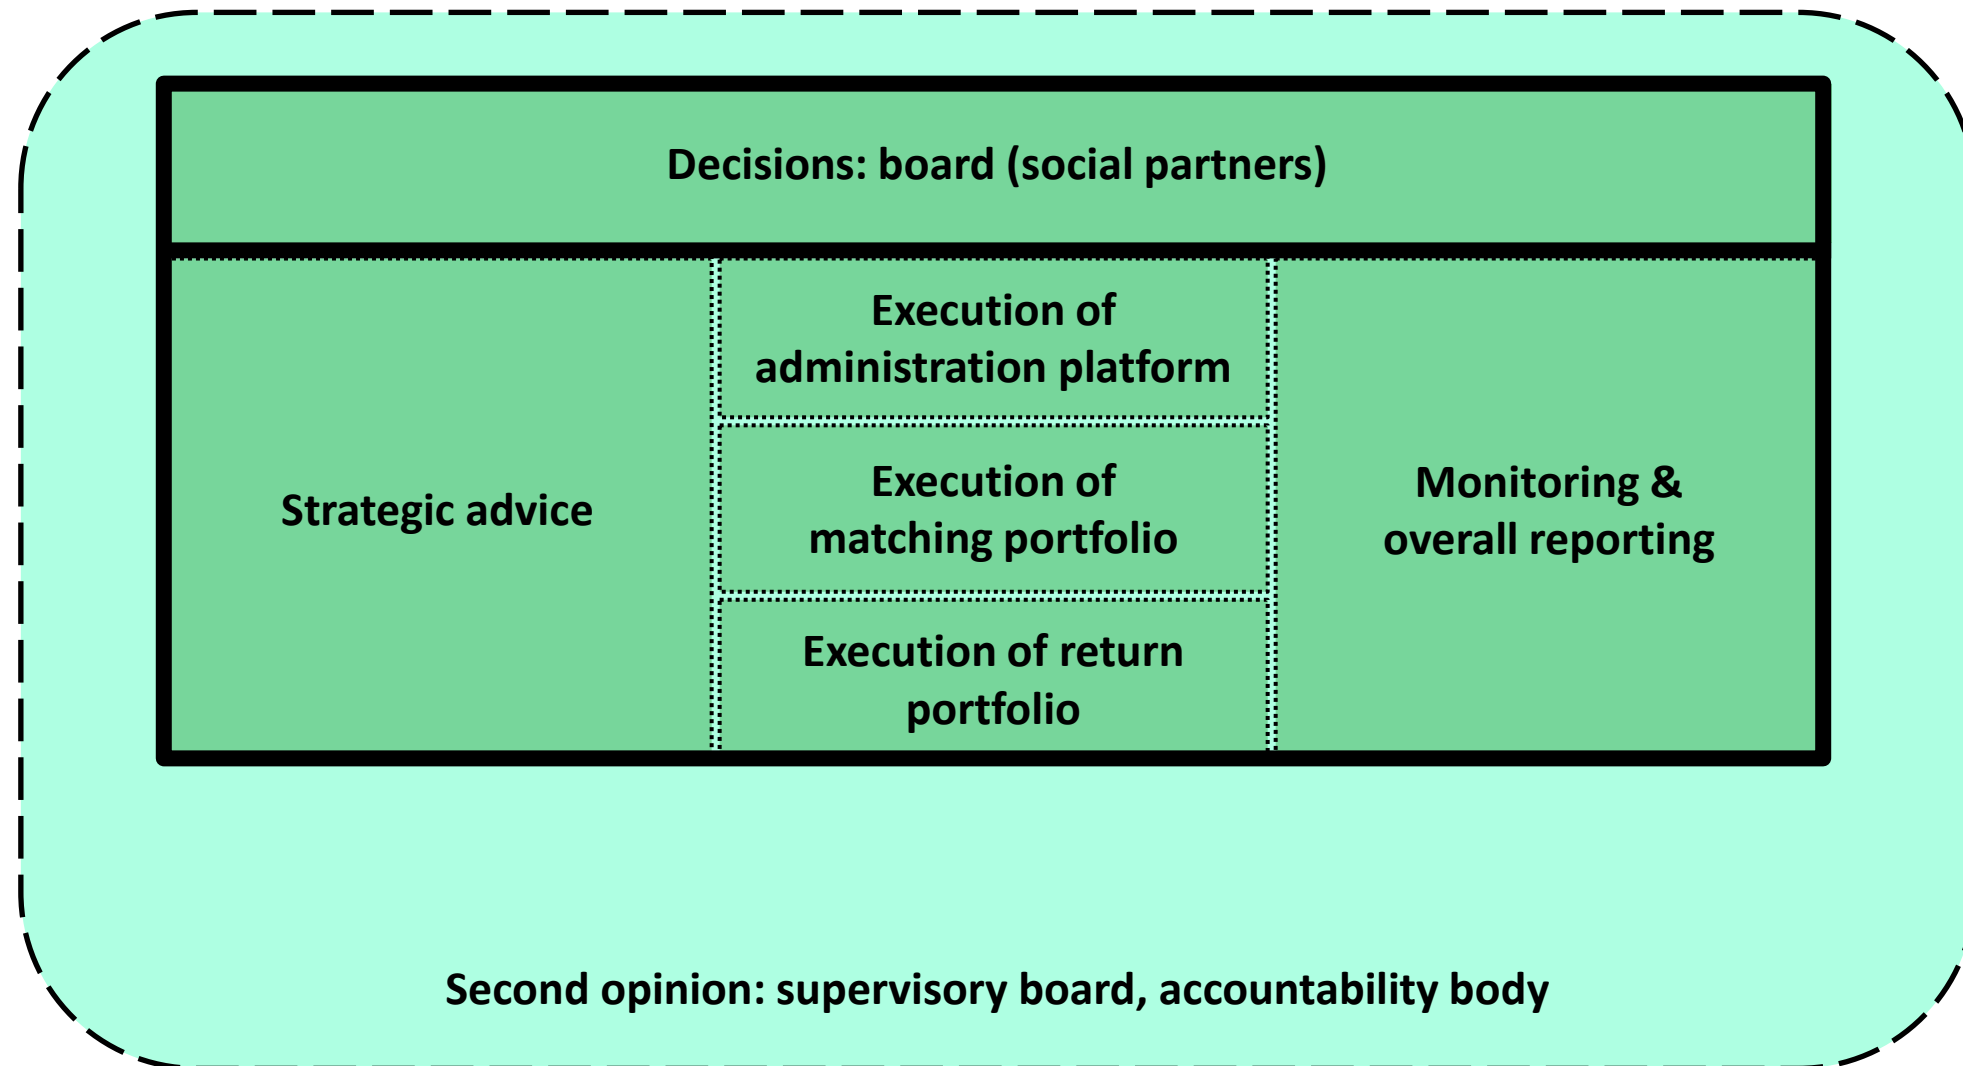 Decisions: board (social partners)
Strategic advice
Execution of
administration platform
Execution of
matching portfolio
Execution of return
portfolio
Monitoring &
overall reporting
Second opinion: supervisory board, accountability body